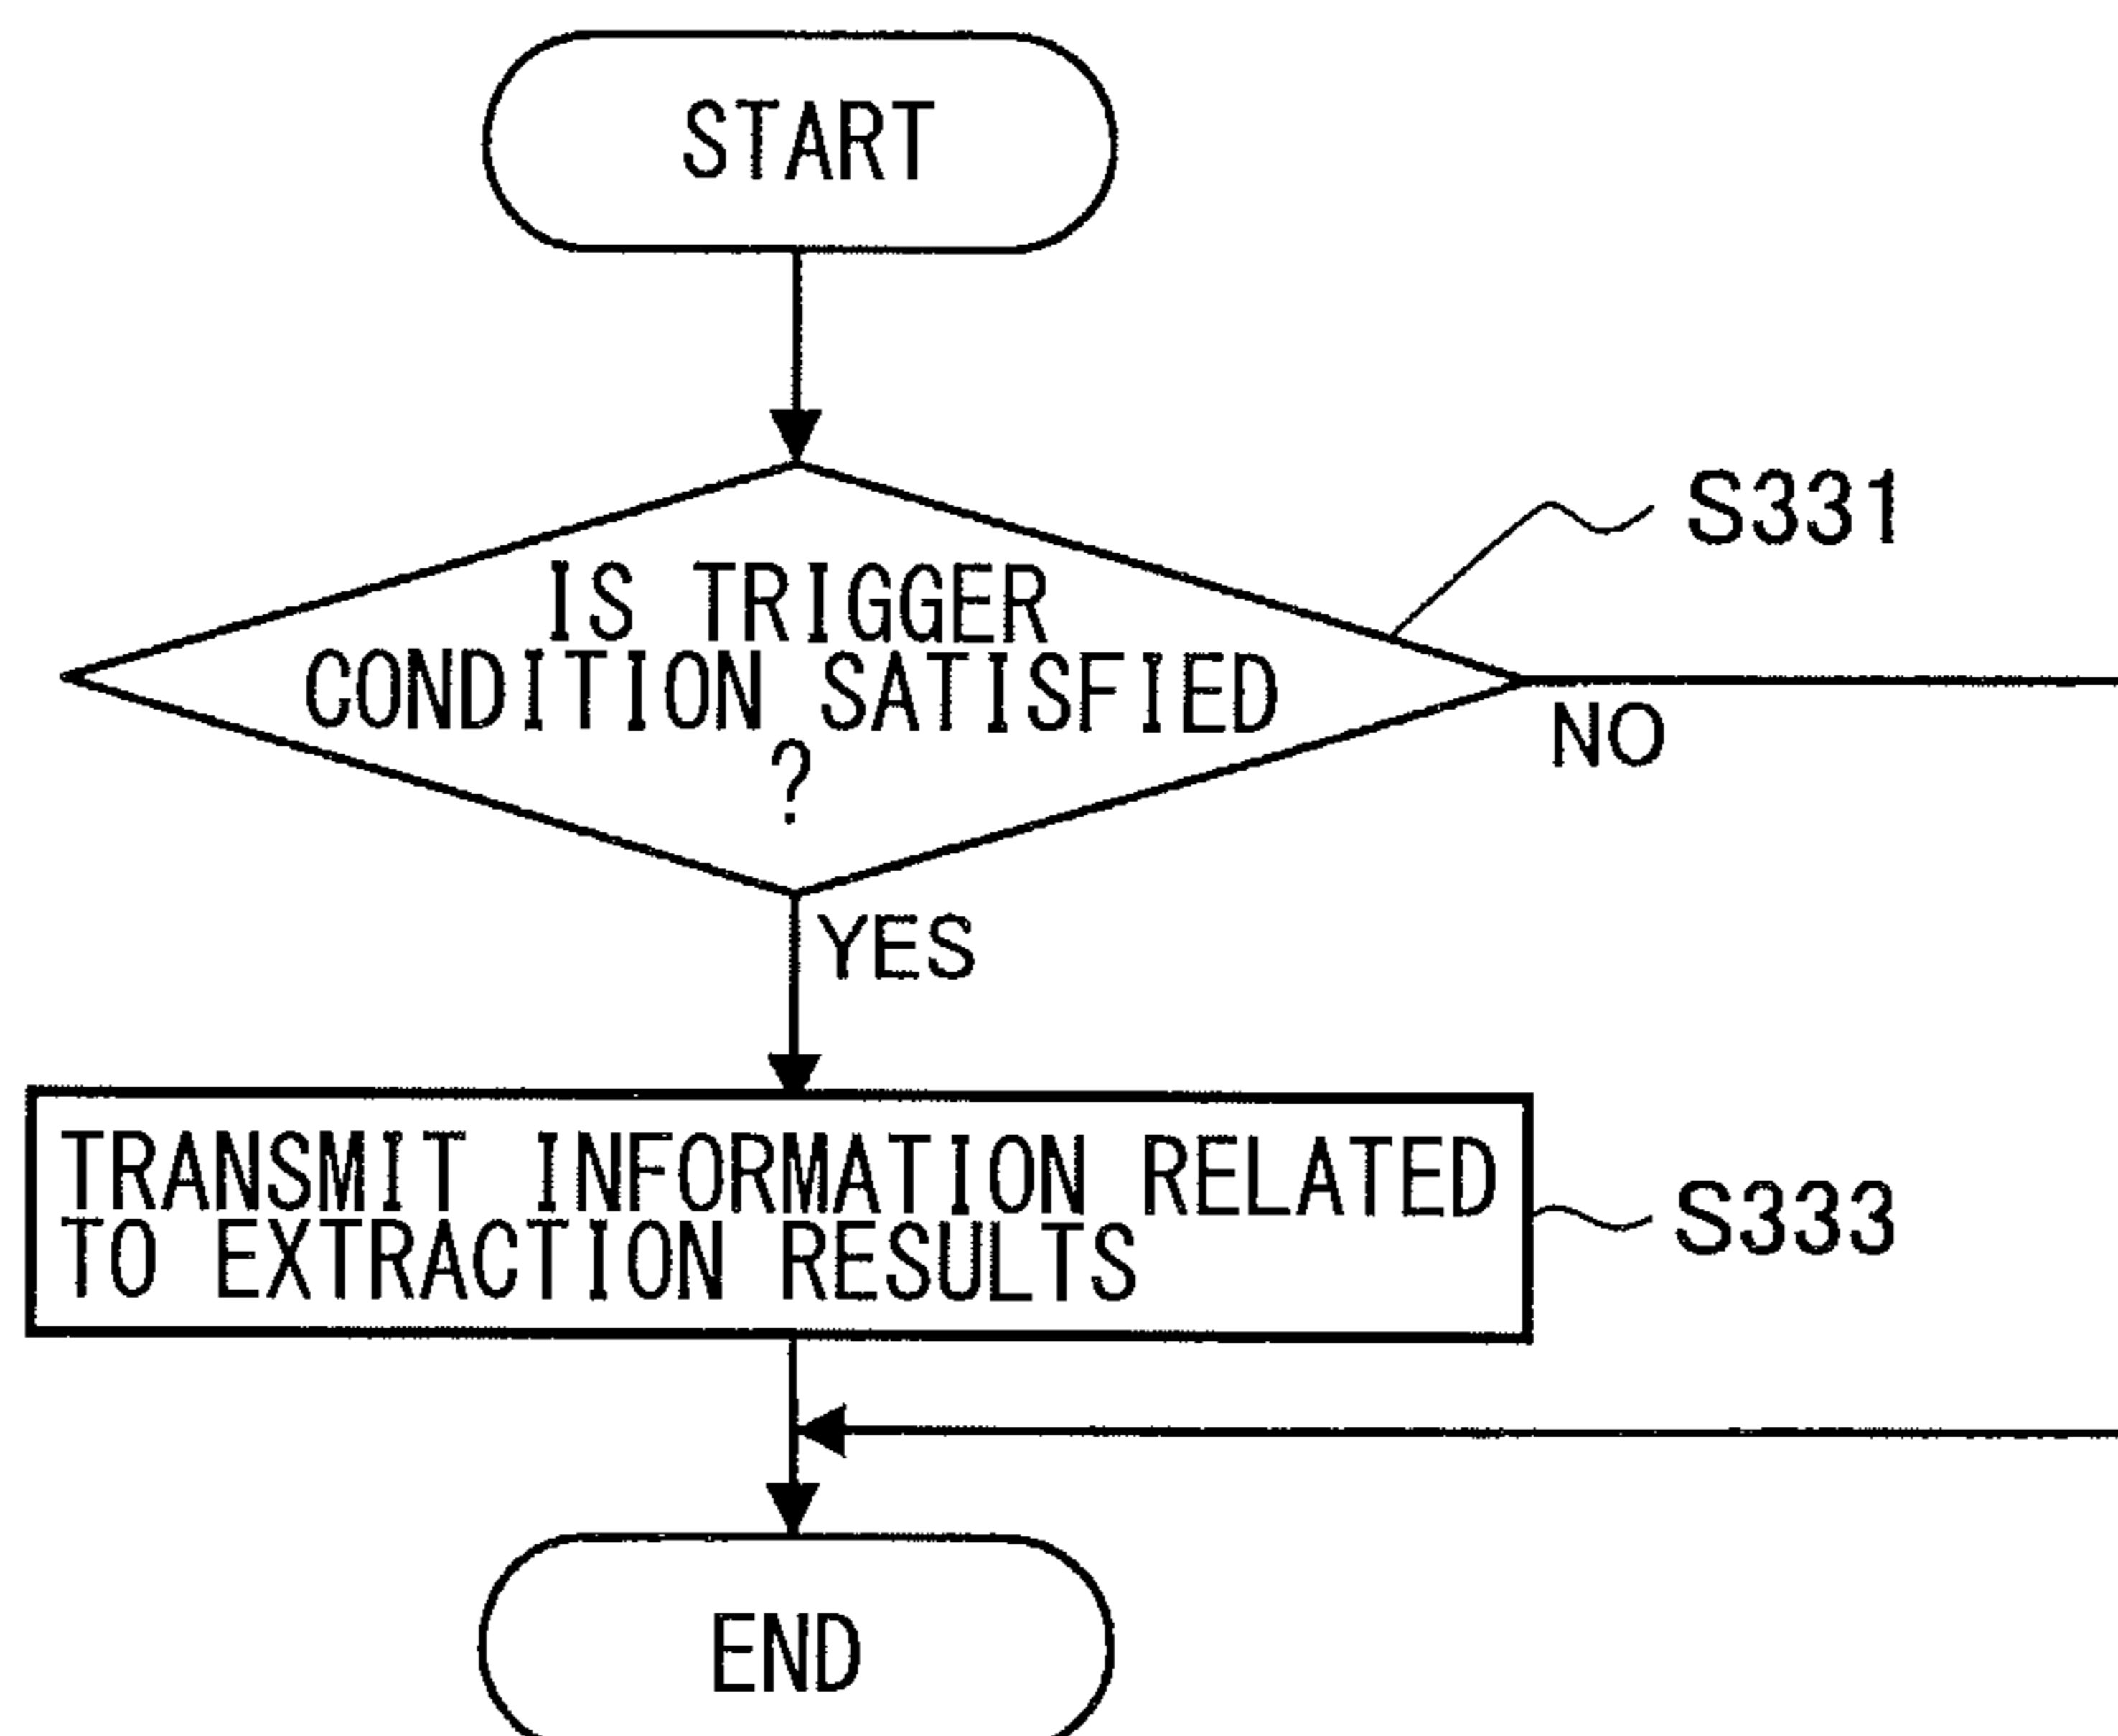 START
S331
IS TRIGGER
CONDITION SATISFIED
?
NO
YES
TRANSMIT INFORMATION RELATED
TO EXTRACTION RESULTS
S333
END